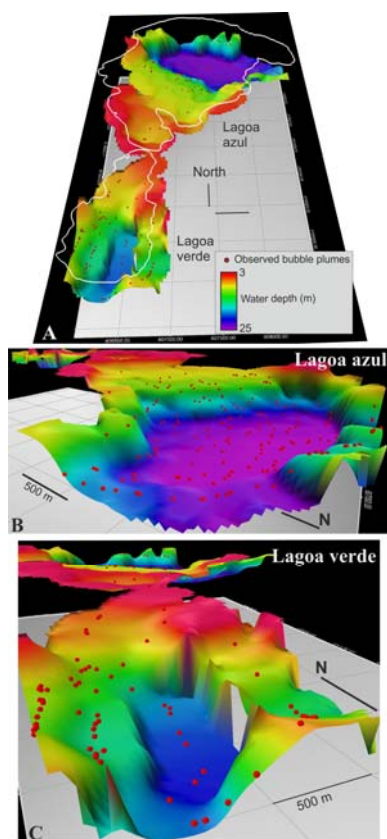 Lagoa
azul
North
Lagoa
verde
Observed bubble plumes
3
Water depth (m)
25
A
Lagoa azul
500 m
N
B
Lagoa verde
N
500 m
C